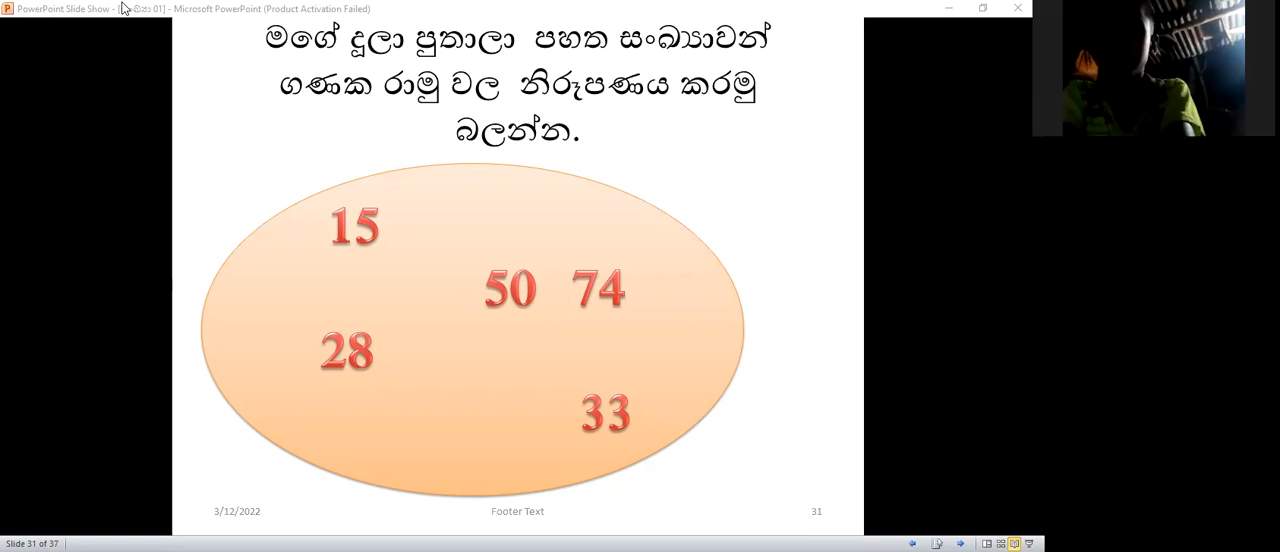 PowerPoint Slide Show - [ 01] - Microsoft PowerPoint (Product Activation Failed)
මගේ දූලා පුතාලා පහත සංඛ්‍යාවන්
ගණක රාමු වල නිරූපණය කරමු
බලන්න.
15
50 74
28
33
3/12/2022 Footer Text 31
Slide 31 of 37